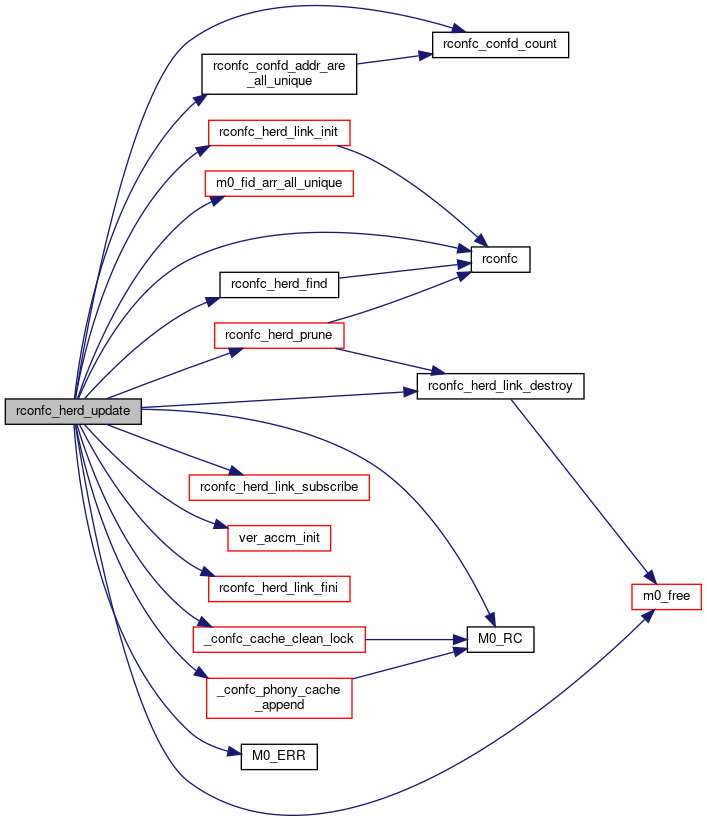 rconfc_confd_count
rconfc_confd_addr_are
_all_unique
rconfc_herd_link_init
m0_fid_arr_all_unique
rconfc
rconfc_herd_find
rconfc_herd_prune
rconfc_herd_link_destroy
rconfc_herd_update
rconfc_herd_link_subscribe
ver_accm_init
rconfc_herd_link_fini
m0_free
_confc_cache_clean_lock
M0_RC
_confc_phony_cache
_append
M0_ERR